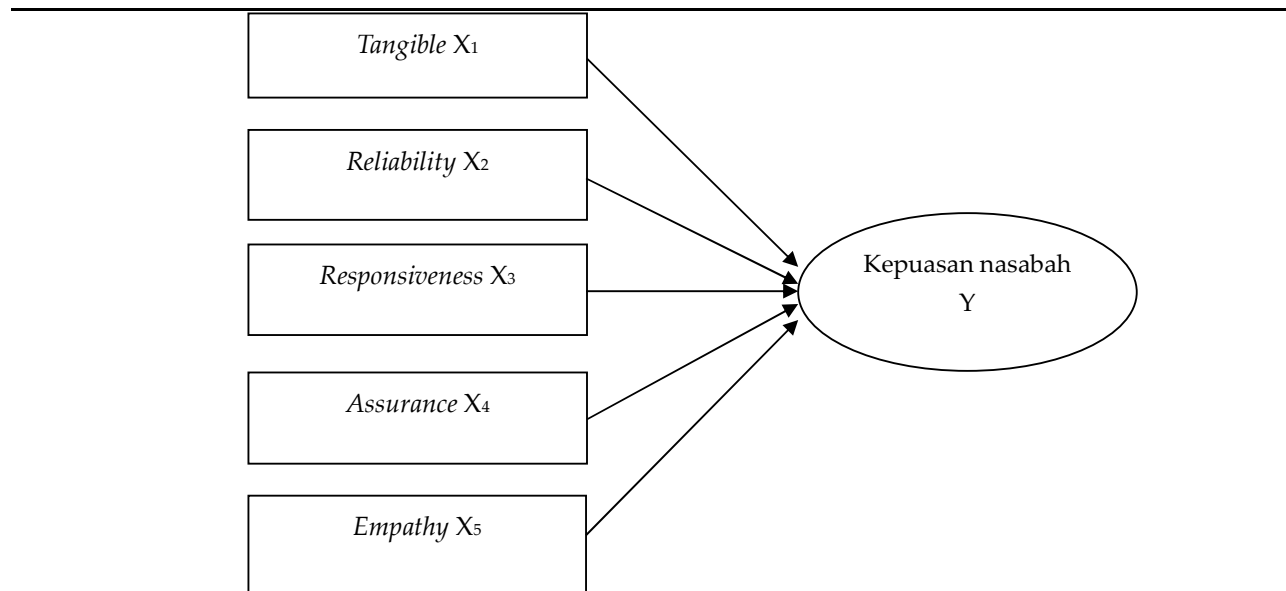 Tangible X1
Reliability X2
Responsiveness X3
Assurance X4
Empathy X5
Kepuasan nasabah
Y